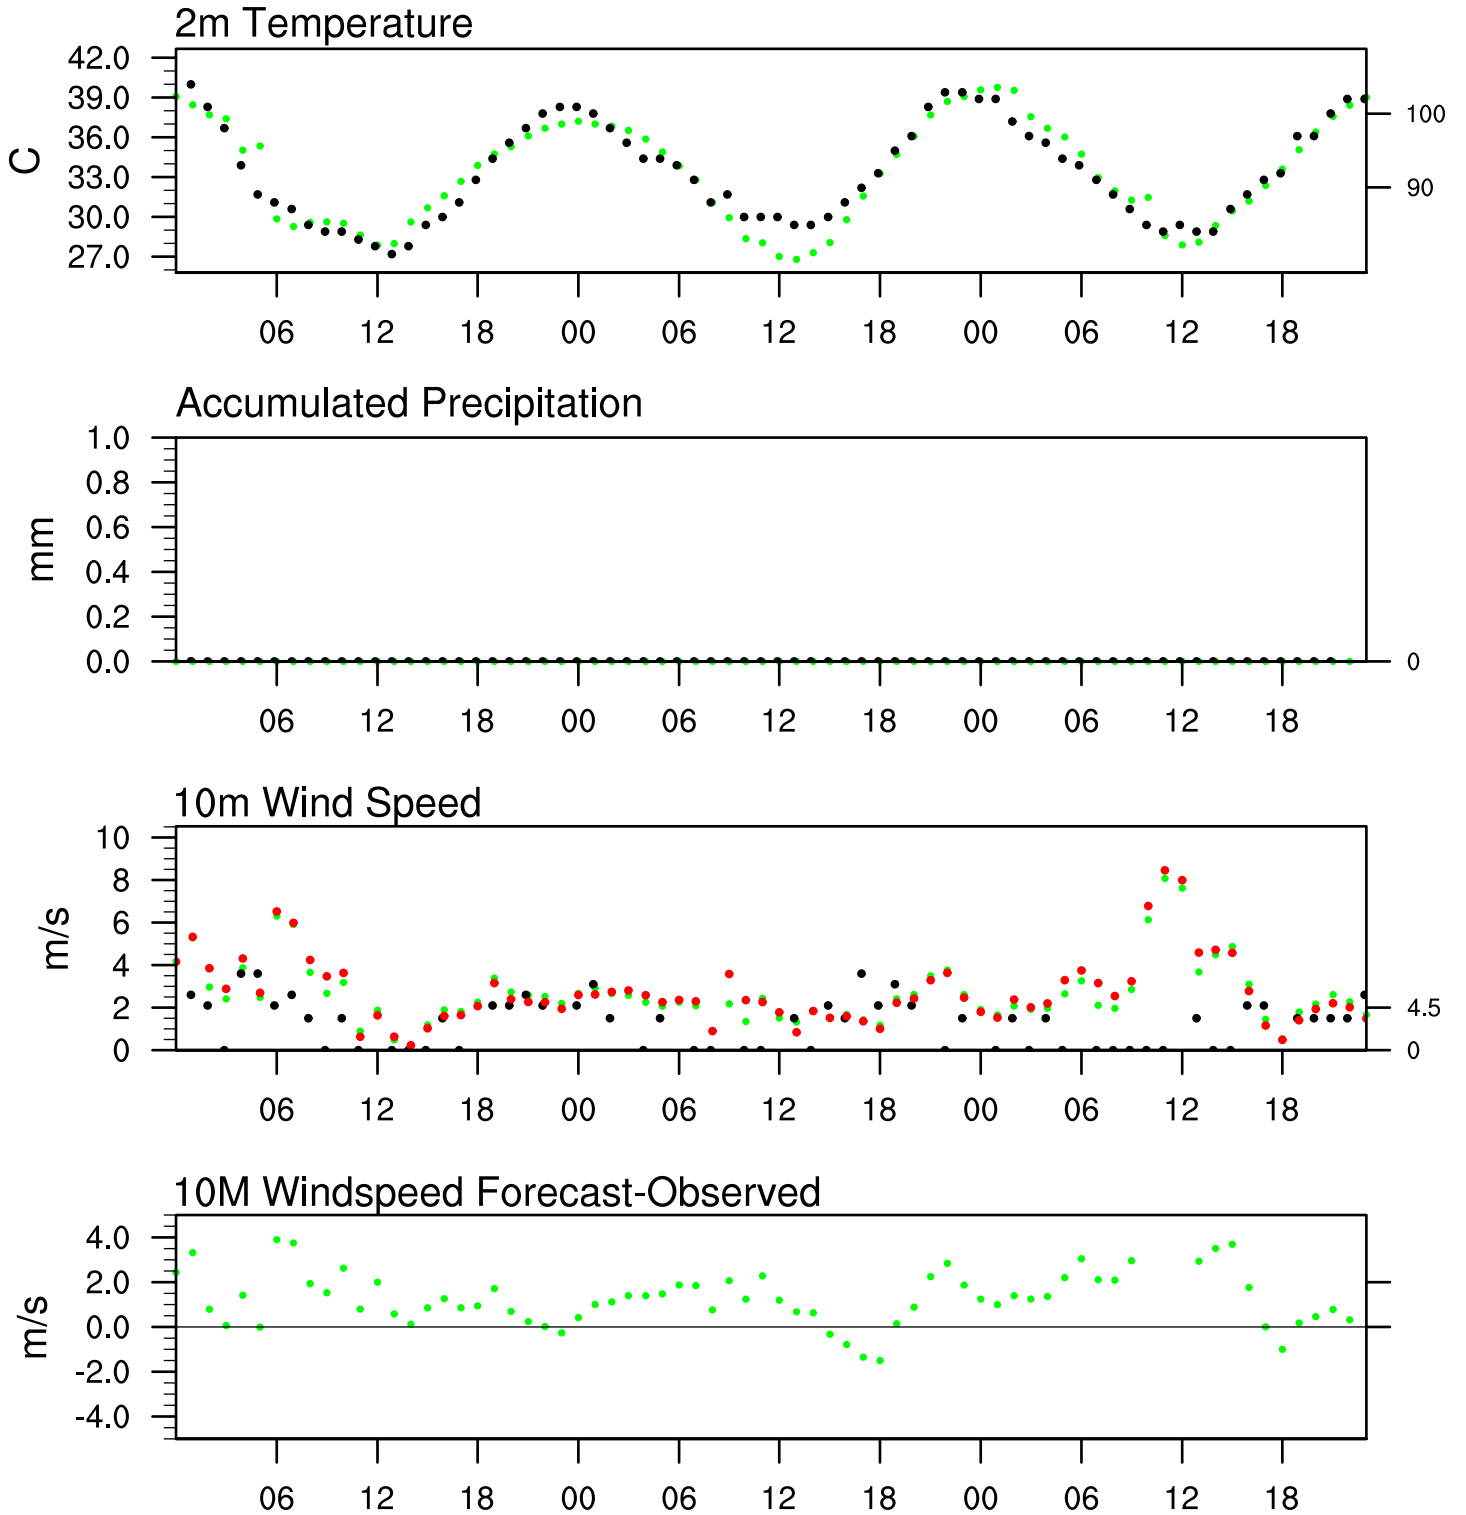 2m Temperature
42.0
39.0
36.0
33.0
30.0
27.0
C
100
90
06 12 18 00 06 12 18 00 06 12 18
Accumulated Precipitation
1.0
0.8
0.6
0.4
0.2
0.0
mm
0
06 12 18 00 06 12 18 00 06 12 18
10m Wind Speed
10
8
6
4
2
0
m/s
4.5
0
06 12 18 00 06 12 18 00 06 12 18
10M Windspeed Forecast-Observed
4.0
2.0
0.0
-2.0
-4.0
m/s
06 12 18 00 06 12 18 00 06 12 18